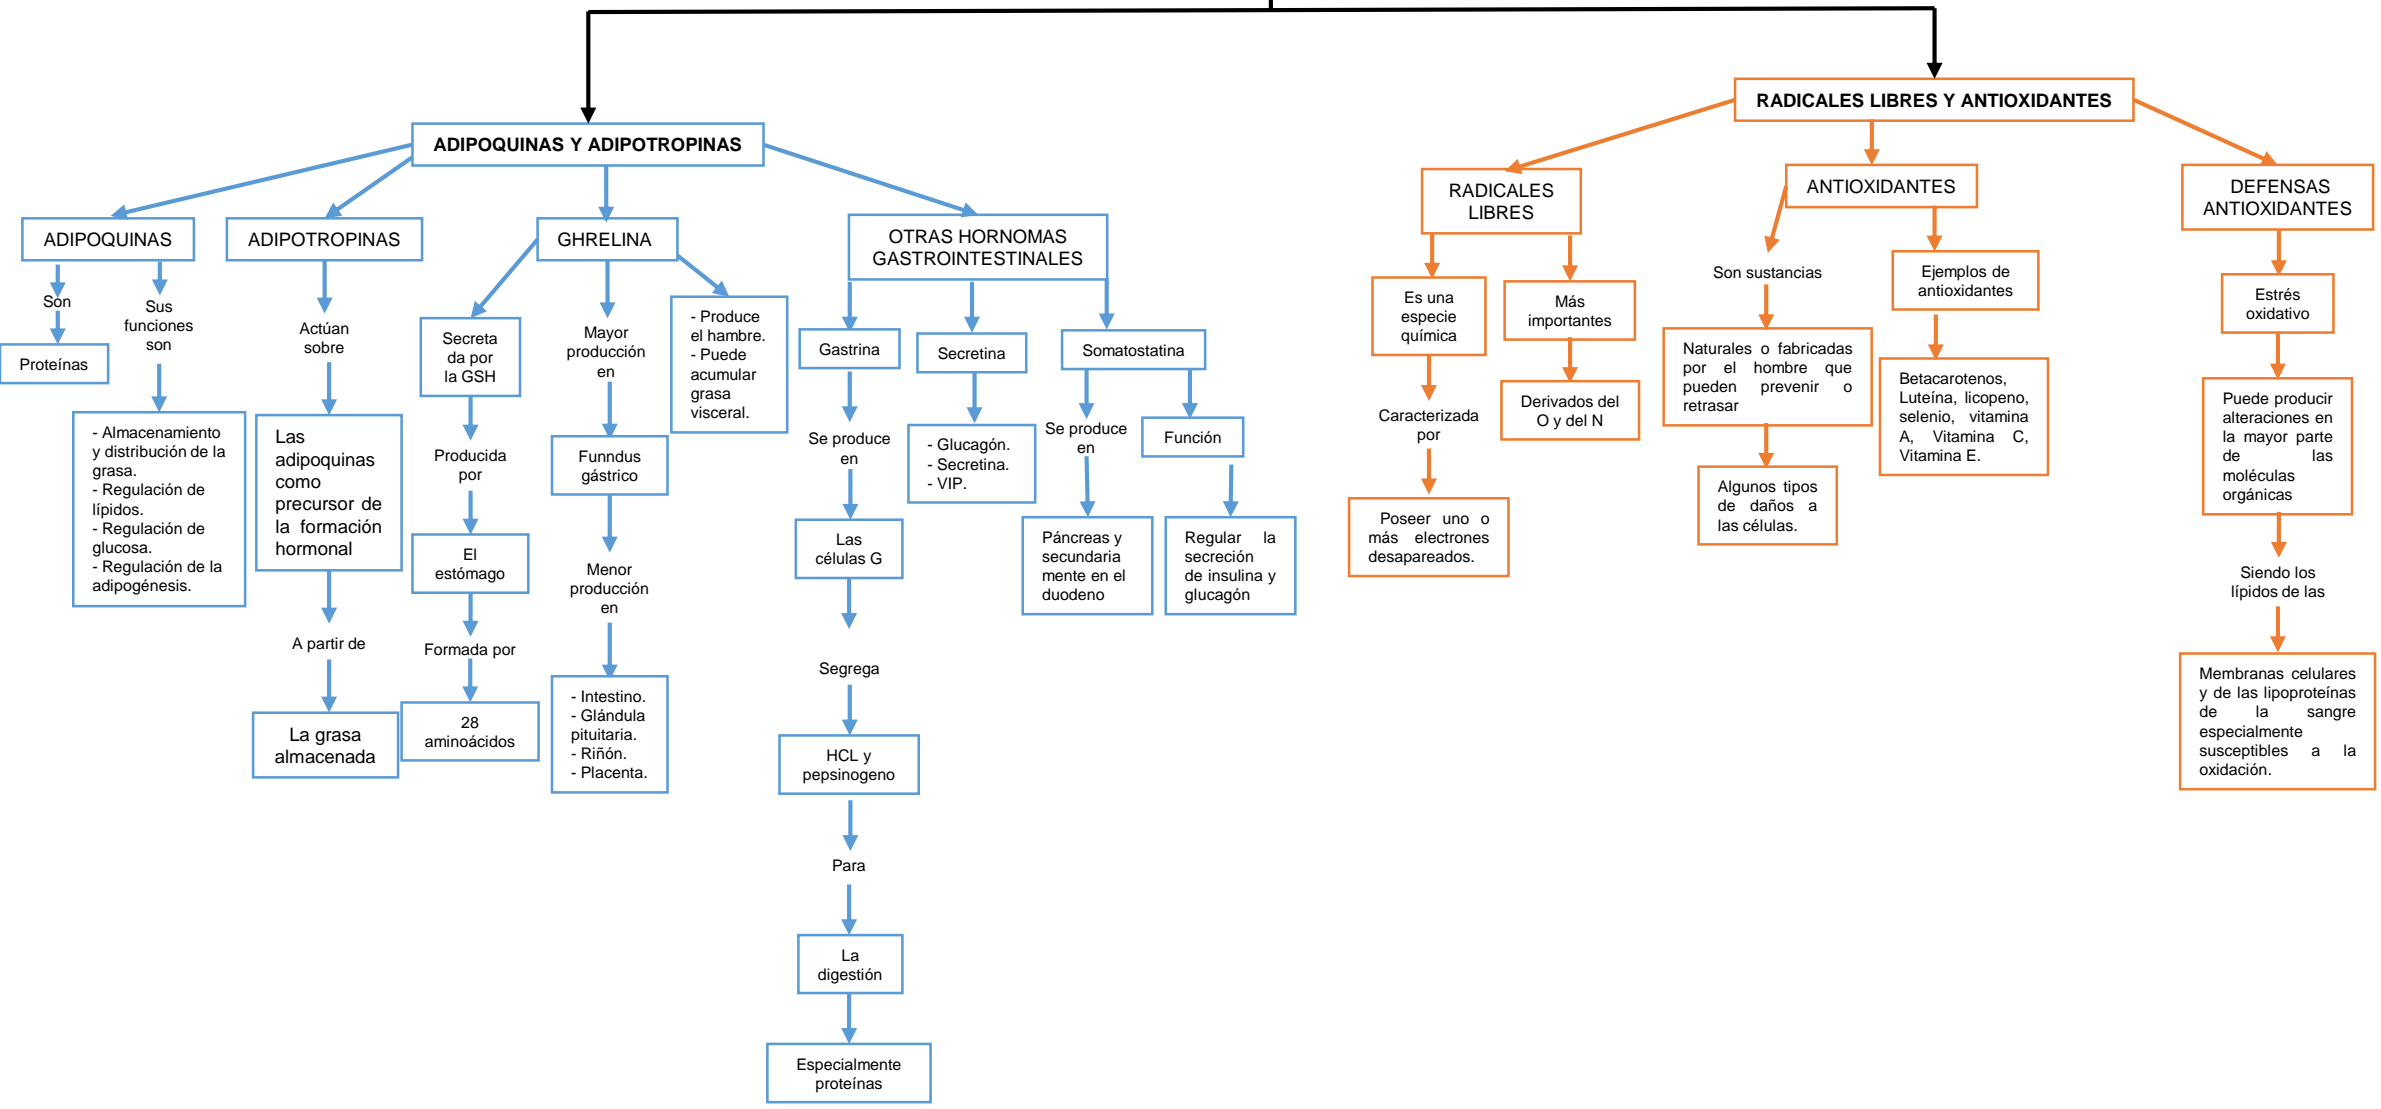 RADICALES LIBRES Y ANTIOXIDANTES
ADIPOQUINAS Y ADIPOTROPINAS
ADIPOQUINAS
Son
Proteínas
Sus
funciones
son
- Almacenamiento
y distribución de la
grasa.
- Regulación de
lípidos.
- Regulación de
glucosa.
- Regulación de la
adipogénesis.
ADIPOTROPINAS
Actúan
sobre
Las
adipoquinas
como
precursor de
la formación
hormonal
A partir de
La grasa
almacenada
GHRELINA
Secreta
da por
la GSH
Producida
por
El
estómago
Formada por
28
aminoácidos
Mayor
producción
en
Funndus
gástrico
Menor
producción
en
- Intestino.
- Glándula
pituitaria.
- Riñón.
- Placenta.
- Produce
el hambre.
- Puede
acumular
grasa
visceral.
OTRAS HORNOMAS
GASTROINTESTINALES
Gastrina
Se produce
en
Las
células G
Segrega
HCL y
pepsinogeno
Para
La
digestión
Especialmente
proteínas
Secretina
- Glucagón.
- Secretina.
- VIP.
Somatostatina
Se produce
en
Páncreas y
secundaria
mente en el
duodeno
Función
Regular la
secreción
de insulina y
glucagón
RADICALES
LIBRES
Es una
especie
química
Caracterizada
por
Poseer uno o
más electrones
desapareados.
Más
importantes
Derivados del
O y del N
ANTIOXIDANTES
Son sustancias
Naturales o fabricadas
por el hombre que
pueden prevenir o
retrasar
Algunos tipos
de daños a
las células.
Ejemplos de
antioxidantes
Betacarotenos,
Luteína, licopeno,
selenio, vitamina
A, Vitamina C,
Vitamina E.
DEFENSAS
ANTIOXIDANTES
Estrés
oxidativo
Puede producir
alteraciones en
la mayor parte
de las
moléculas
orgánicas
Siendo los
lípidos de las
Membranas celulares
y de las lipoproteínas
de la sangre
especialmente
susceptibles a la
oxidación.